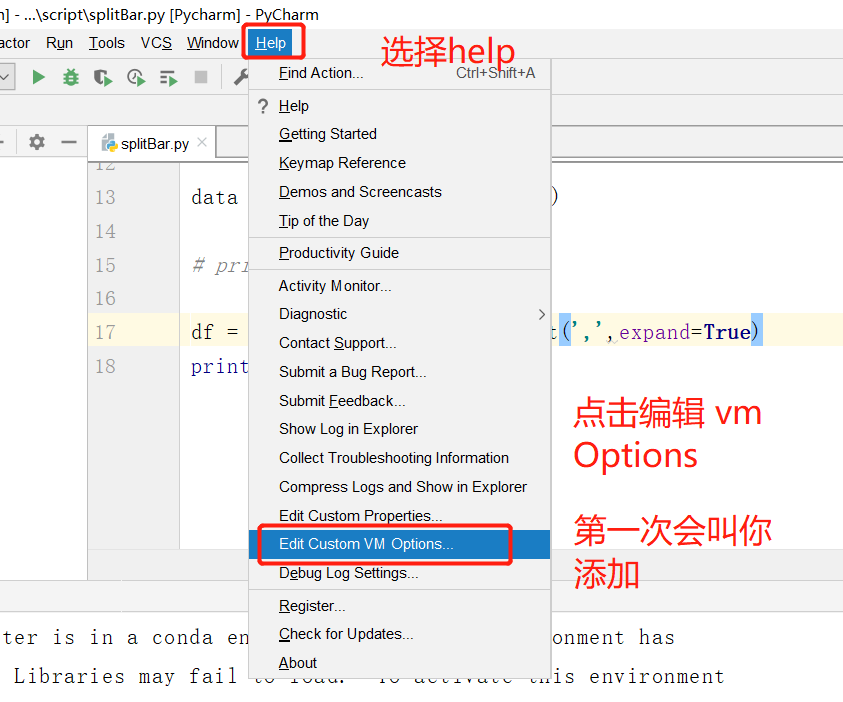 ] - ...\script\splitBar.py [Pycharm] - PyCharm
actor Run Tools VCS Window Help
选择help
Find Action... Ctrl+Shift+A
? Help
splitBar.py
Getting Started
Keymap Reference
12
Demos and Screencasts
13 data )
Tip of the Day
14
Productivity Guide
15 # pri
Activity Monitor...
16
Diagnostic
17 df = t(',',expand=True)
Contact Support...
18 print
Submit a Bug Report...
Submit Feedback...
点击编辑 vm
Options
Show Log in Explorer
Collect Troubleshooting Information
Compress Logs and Show in Explorer
Edit Custom Properties...
第一次会叫你
添加
Edit Custom VM Options...
Debug Log Settings...
Register...
ter is in a conda en onment has
Check for Updates...
About
Libraries may fail to load. To activate this environment